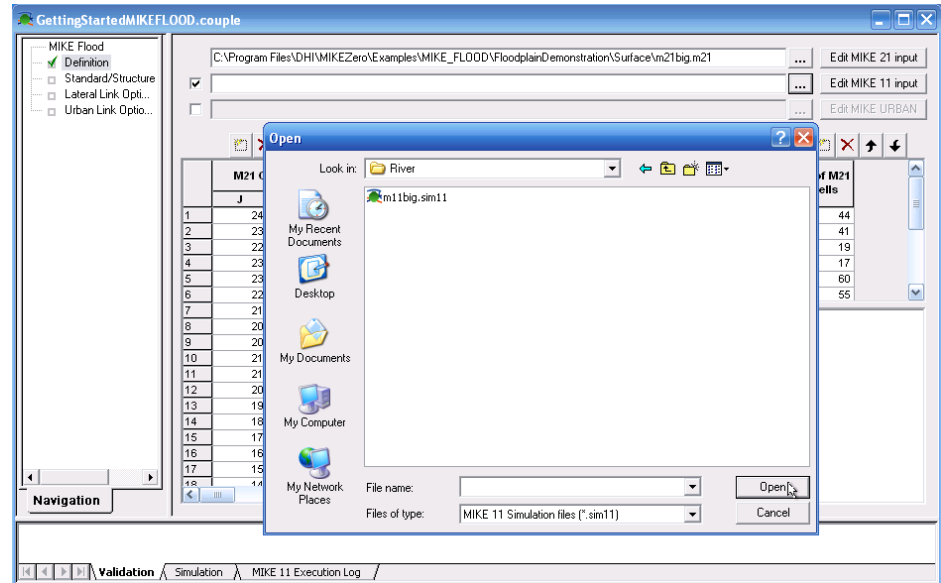 GettingStartedMIKEFLOOD.couple
MIKE Flood
Definition
Standard/Structure
Lateral Link Opti...
Urban Link Optio...
Navigation
C:\Program Files\DHI\MIKEZero\Examples\MIKE_FLOOD\FloodplainDemonstration\Surface\m21big.m21
... Edit MIKE 21 input
... Edit MIKE 11 input
... Edit MIKE URBAN
M21
J
of M21
ells
1 24 44
2 23 41
3 22 19
4 23 17
5 23 60
6 22 55
7 21
8 20
9 20
10 21
11 21
12 20
13 19
14 18
15 17
16 16
17 15
18 14
Open
Look in: River
m11big.sim11
My Recent
Documents
Desktop
My Documents
My Computer
My Network
Places
File name: Open
Files of type: MIKE 11 Simulation files (*.sim11) Cancel
Validation Simulation MIKE 11 Execution Log